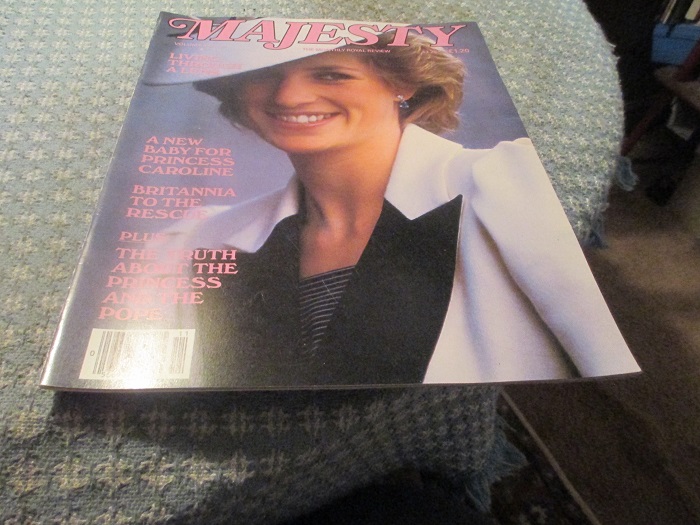 MAJESTY
THE MONTHLY ROYAL REVIEW
A NEW
BABY FOR
PRINCESS
CAROLINE
BRITANNIA
TO THE
RESCUE
PLUS
THE TRUTH
ABOUT THE
PRINCESS
AND THE
POPE